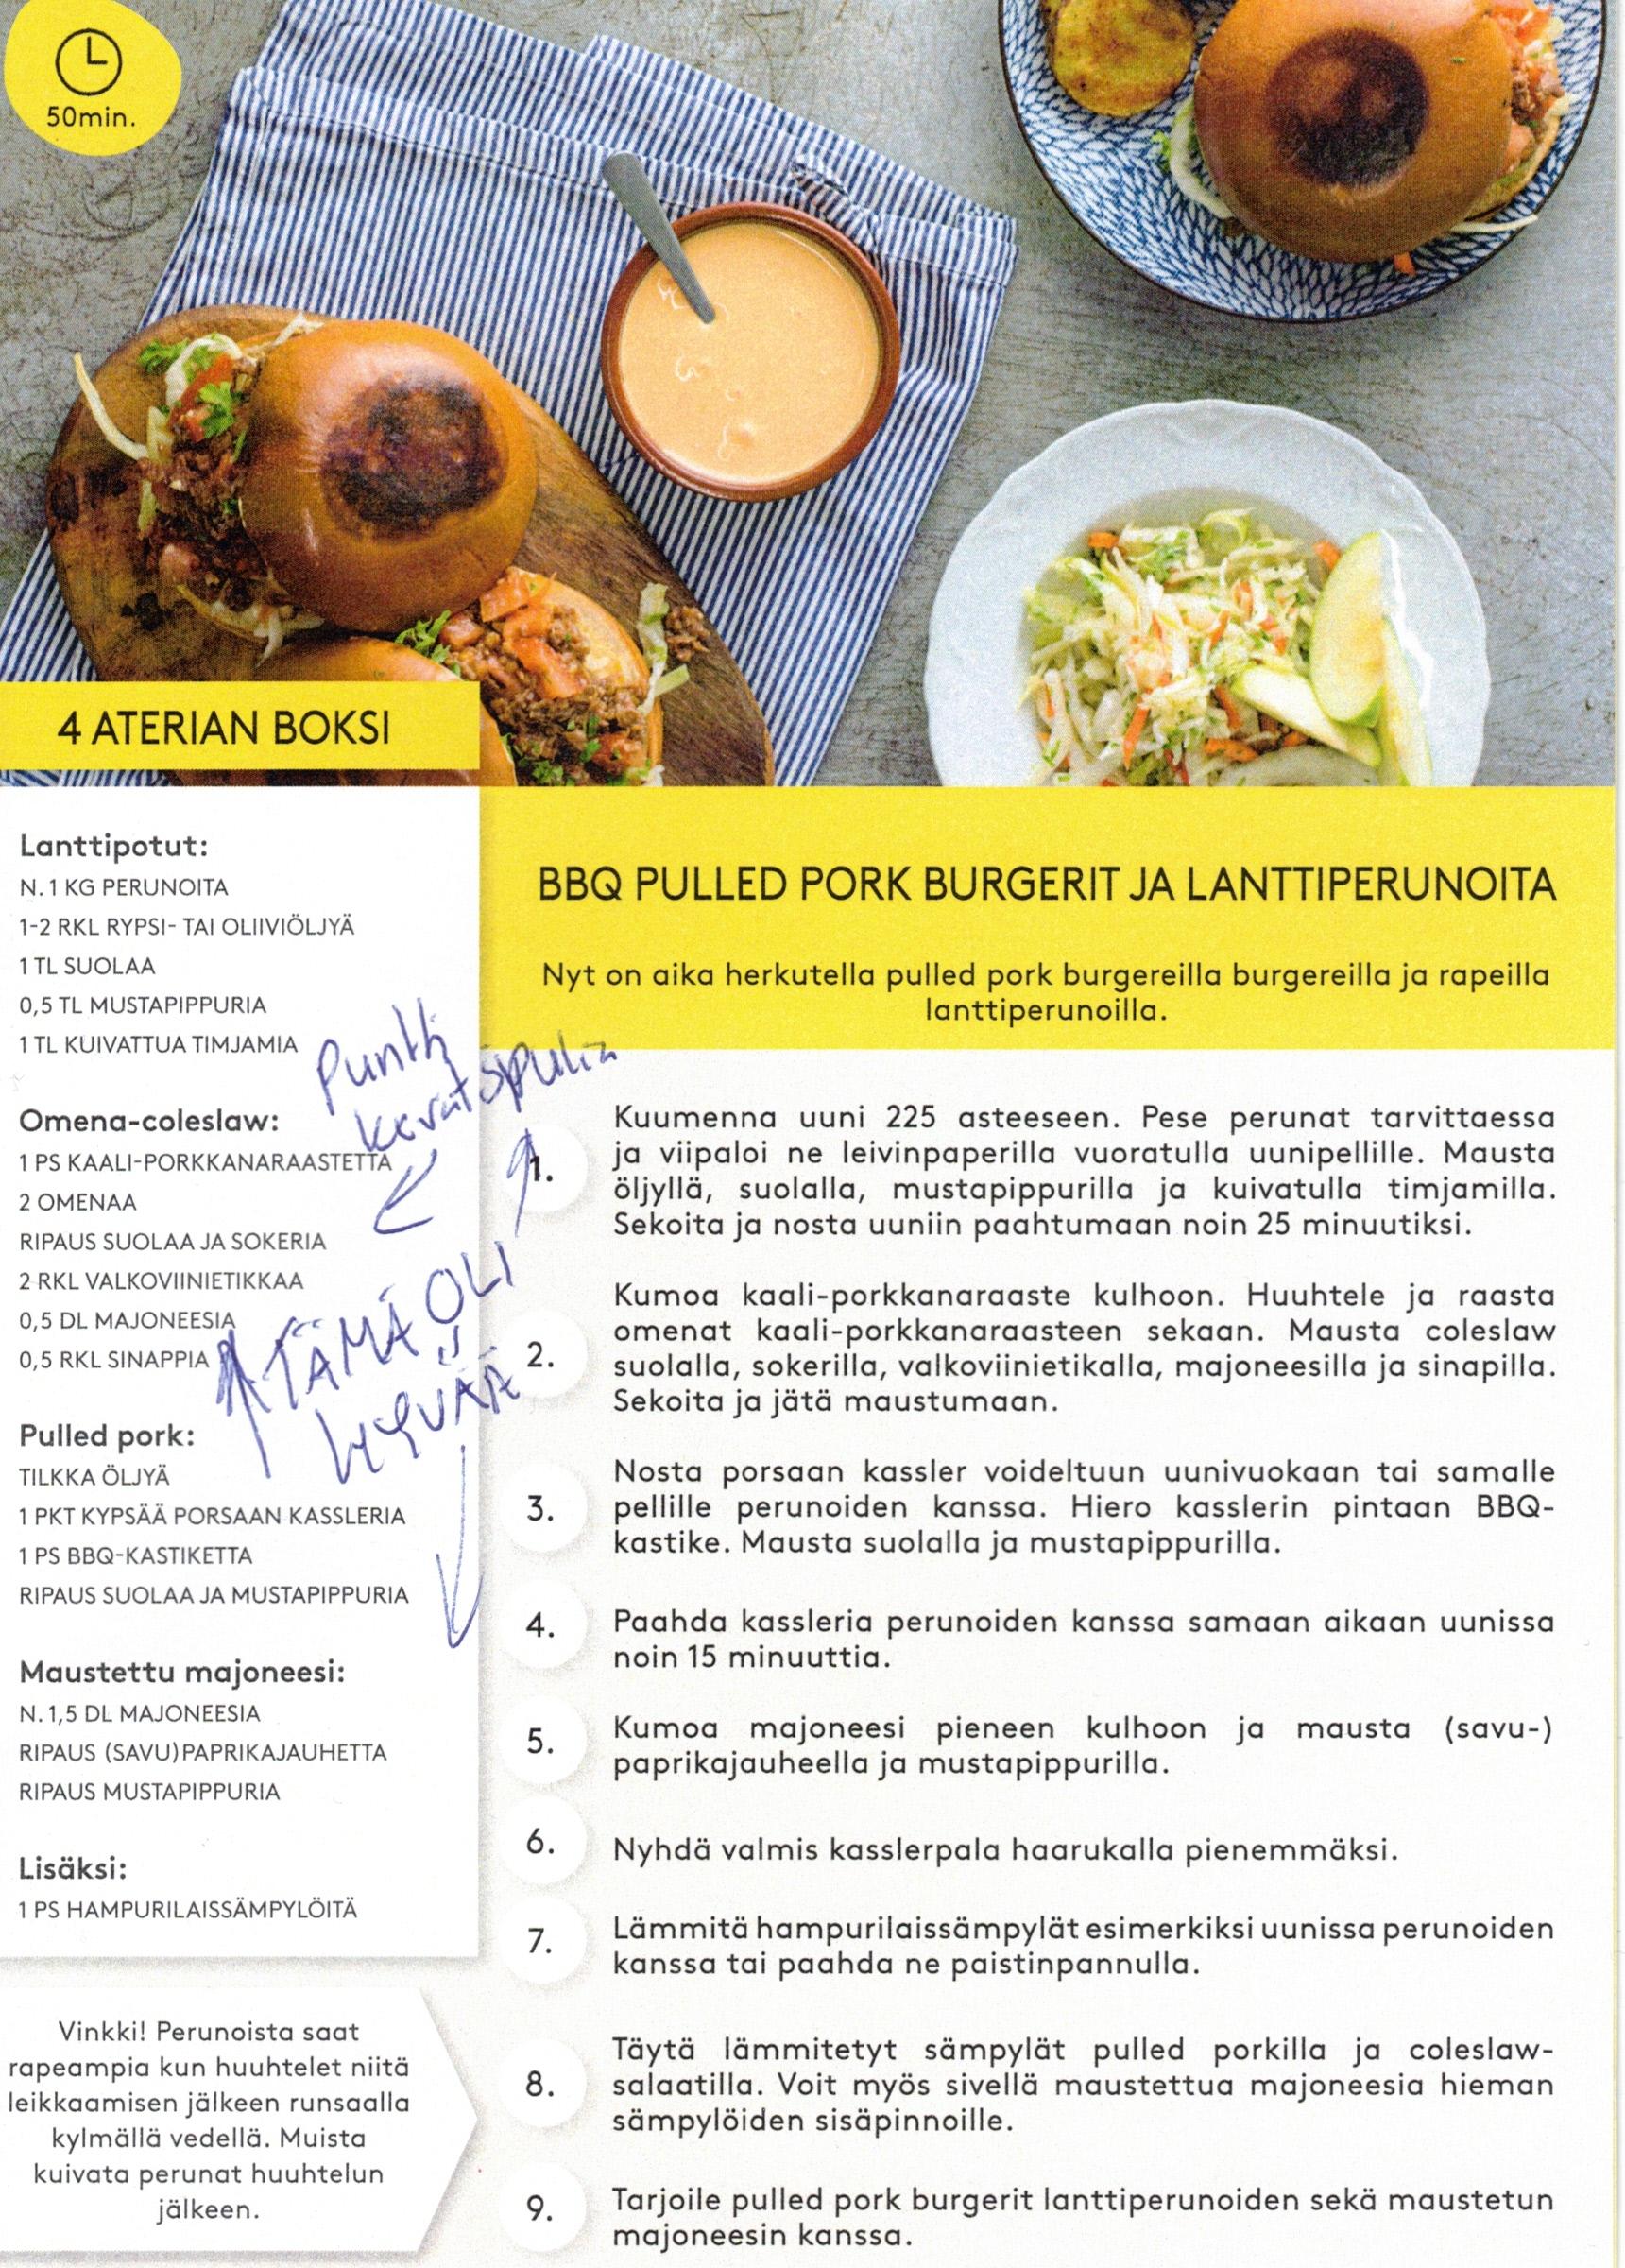 50min.
4 ATERIAN BOKSI
Lanttipotut:
N. 1 KG PERUNOITA
1-2 RKL RYPSI- TAI OLIIVIÖLJYÄ
1 TL SUOLAA
0,5 TL MUSTAPIPPURIA
1 TL KUIVATTUA TIMJAMIA
Puntti
kevätsipulia
Omena-coleslaw:
1 PS KAALI-PORKKANARAASTETTA
2 OMENAA
RIPAUS SUOLAA JA SOKERIA
2 RKL VALKOVIINIETIKKAA
0,5 DL MAJONEESIA
0,5 RKL SINAPPIA
TÄMÄ OLI
HYVÄÄ
Pulled pork:
TILKKA ÖLJYÄ
1 PKT KYPSÄÄ PORSAAN KASSLERIA
1 PS BBQ-KASTIKETTA
RIPAUS SUOLAA JA MUSTAPIPPURIA
Maustettu majoneesi:
N. 1,5 DL MAJONEESIA
RIPAUS (SAVU)PAPRIKAJAUHETTA
RIPAUS MUSTAPIPPURIA
Lisäksi:
1 PS HAMPURILAISSÄMPYLÖITÄ
Vinkki! Perunoista saat
rapeampia kun huuhtelet niitä
leikkaamisen jälkeen runsaalla
kylmällä vedellä. Muista
kuivata perunat huuhtelun
jälkeen.
BBQ PULLED PORK BURGERIT JA LANTTIPERUNOITA
Nyt on aika herkutella pulled pork burgereilla burgereilla ja rapeilla
lanttiperunoilla.
1. Kuumenna uuni 225 asteeseen. Pese perunat tarvittaessa
ja viipaloi ne leivinpaperilla vuoratulla uunipellille. Mausta
öljyllä, suolalla, mustapippurilla ja kuivatulla timjamilla.
Sekoita ja nosta uuniin paahtumaan noin 25 minuutiksi.
2. Kumoa kaali-porkkanaraaste kulhoon. Huuhtele ja raasta
omenat kaali-porkkanaraasteen sekaan. Mausta coleslaw
suolalla, sokerilla, valkoviinietikalla, majoneesilla ja sinapilla.
Sekoita ja jätä maustumaan.
3. Nosta porsaan kassler voideltuun uunivuokaan tai samalle
pellille perunoiden kanssa. Hiero kasslerin pintaan BBQ-
kastike. Mausta suolalla ja mustapippurilla.
4. Paahda kassleria perunoiden kanssa samaan aikaan uunissa
noin 15 minuuttia.
5. Kumoa majoneesi pieneen kulhoon ja mausta (savu-)
paprikajauheella ja mustapippurilla.
6. Nyhdä valmis kasslerpala haarukalla pienemmäksi.
7. Lämmitä hampurilaissämpylät esimerkiksi uunissa perunoiden
kanssa tai paahda ne paistinpannulla.
8. Täytä lämmitetyt sämpylät pulled porkilla ja coleslaw-
salaatilla. Voit myös sivellä maustettua majoneesia hieman
sämpylöiden sisäpinnoille.
9. Tarjoile pulled pork burgerit lanttiperunoiden sekä maustetun
majoneesin kanssa.